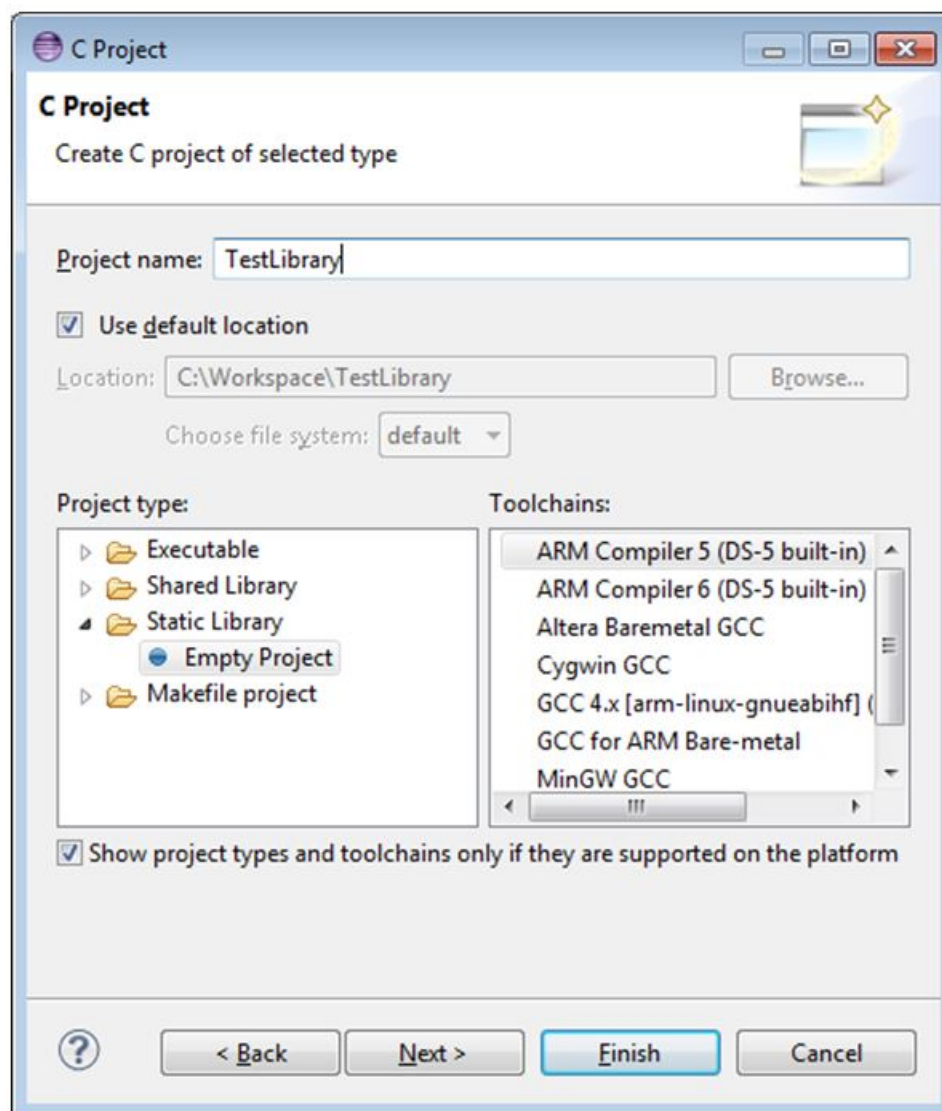 C Project
C Project
Create C project of selected type
Project name: TestLibrary
Use default location
Location: C:\Workspace\TestLibrary Browse...
Choose file system: default
Project type: Toolchains:
Executable
Shared Library
Static Library
Empty Project
Makefile project
ARM Compiler 5 (DS-5 built-in)
ARM Compiler 6 (DS-5 built-in)
Altera Baremetal GCC
Cygwin GCC
GCC 4.x [arm-linux-gnueabihf] (
GCC for ARM Bare-metal
MinGW GCC
Show project types and toolchains only if they are supported on the platform
? < Back Next > Finish Cancel